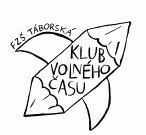 FZŠ TÁBORSKÁ
KLUB
VOLNÉHO
ČASU